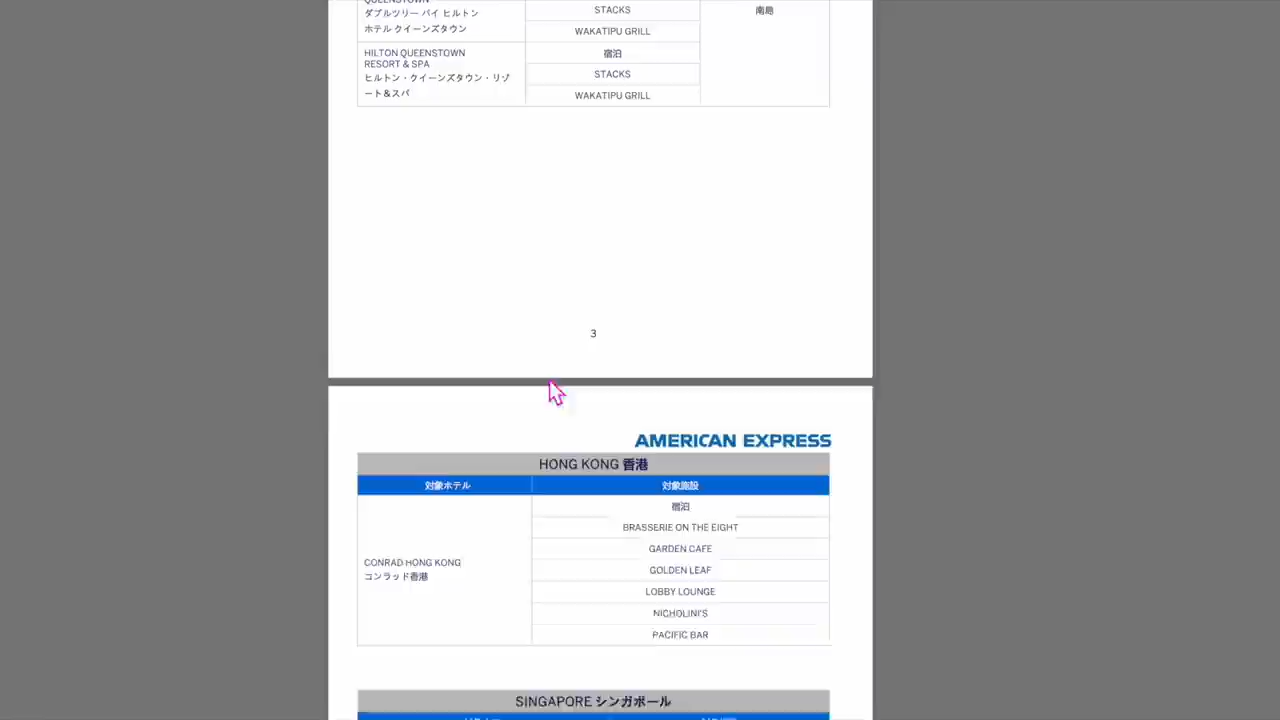 QUEENSTOWN
ダブルツリー バイ ヒルトン
ホテル クイーンズタウン
STACKS
南島
WAKATIPU GRILL
HILTON QUEENSTOWN
RESORT & SPA
ヒルトン・クイーンズタウン・リゾ
ート＆スパ
宿泊
STACKS
WAKATIPU GRILL
3
AMERICAN EXPRESS
HONG KONG 香港
対象ホテル 対象施設
CONRAD HONG KONG
コンラッド香港
宿泊
BRASSERIE ON THE EIGHT
GARDEN CAFE
GOLDEN LEAF
LOBBY LOUNGE
NICHOLINI'S
PACIFIC BAR
SINGAPORE シンガポール